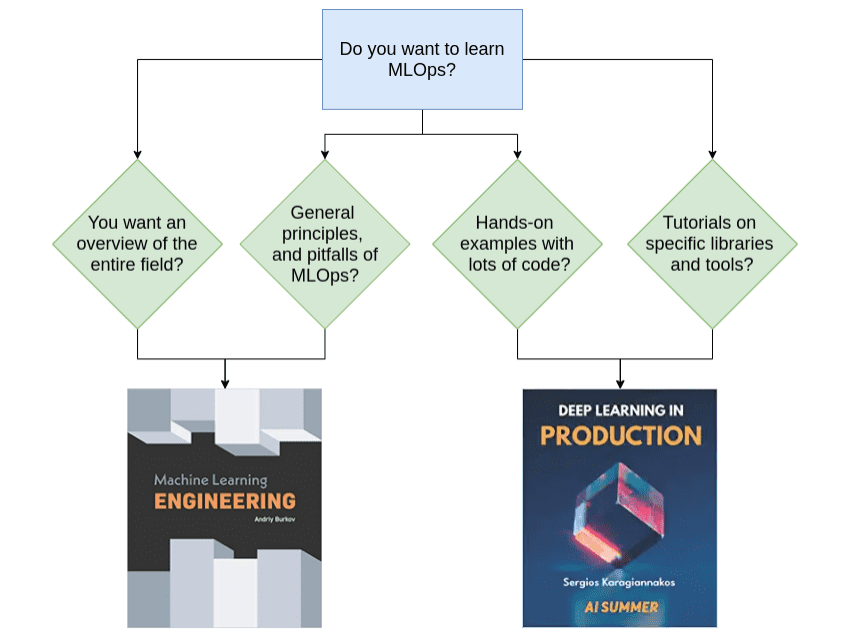 Do you want to learn
MLOps?
You want an
overview of the
entire field?
General
principles,
and pitfalls of
MLOps?
Hands-on
examples with
lots of code?
Tutorials on
specific libraries
and tools?
Machine Learning
ENGINEERING
Andriy Burkov
DEEP LEARNING IN
PRODUCTION
Sergios Karagiannakos
AI SUMMER